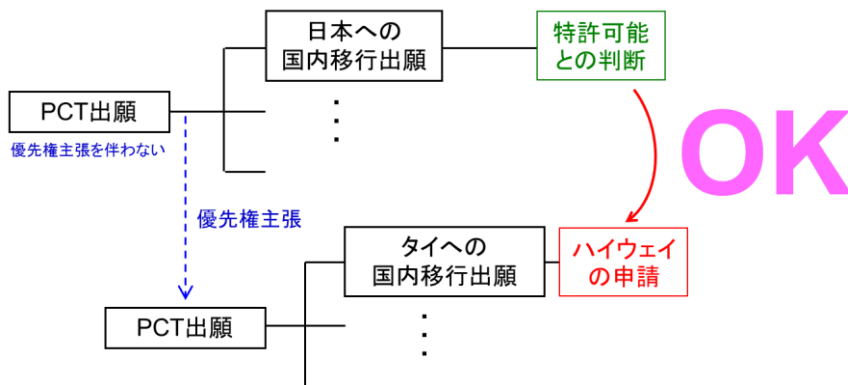 日本への
国内移行出願
特許可能
との判断
PCT出願
優先権主張を伴わない
OK
優先権主張
タイへの
国内移行出願
ハイウェイ
の申請
PCT出願